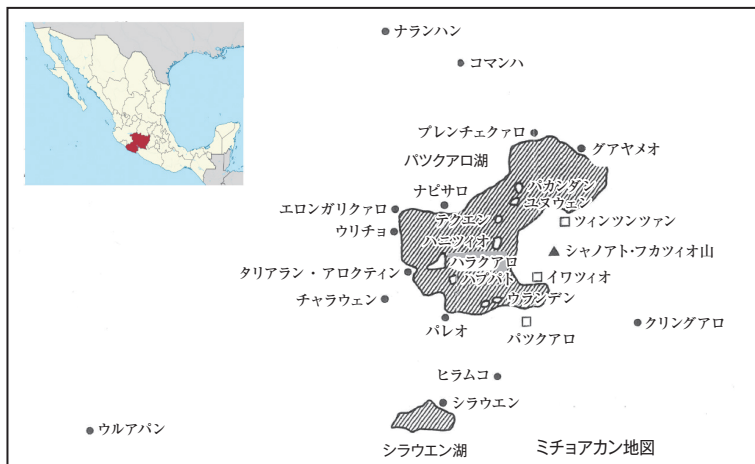 ナランハン
コマンハ
プレンチェクァロ
グアヤメオ
パツクアロ湖
パカンダン
ナピサロ
ユヌウェン
エロンガリクァロ
テクエン
ツィンツンツァン
ウリチョ
ハニツィオ
シャノアト・フカツィオ山
ハラクアロ
タリアラン・アロクティン
ハプパト
イワツィオ
チャラウェン
ウランデン
パレオ
パツクアロ
クリングアロ
ヒラムコ
シラウエン
ウルアパン
シラウエン湖
ミチョアカン地図